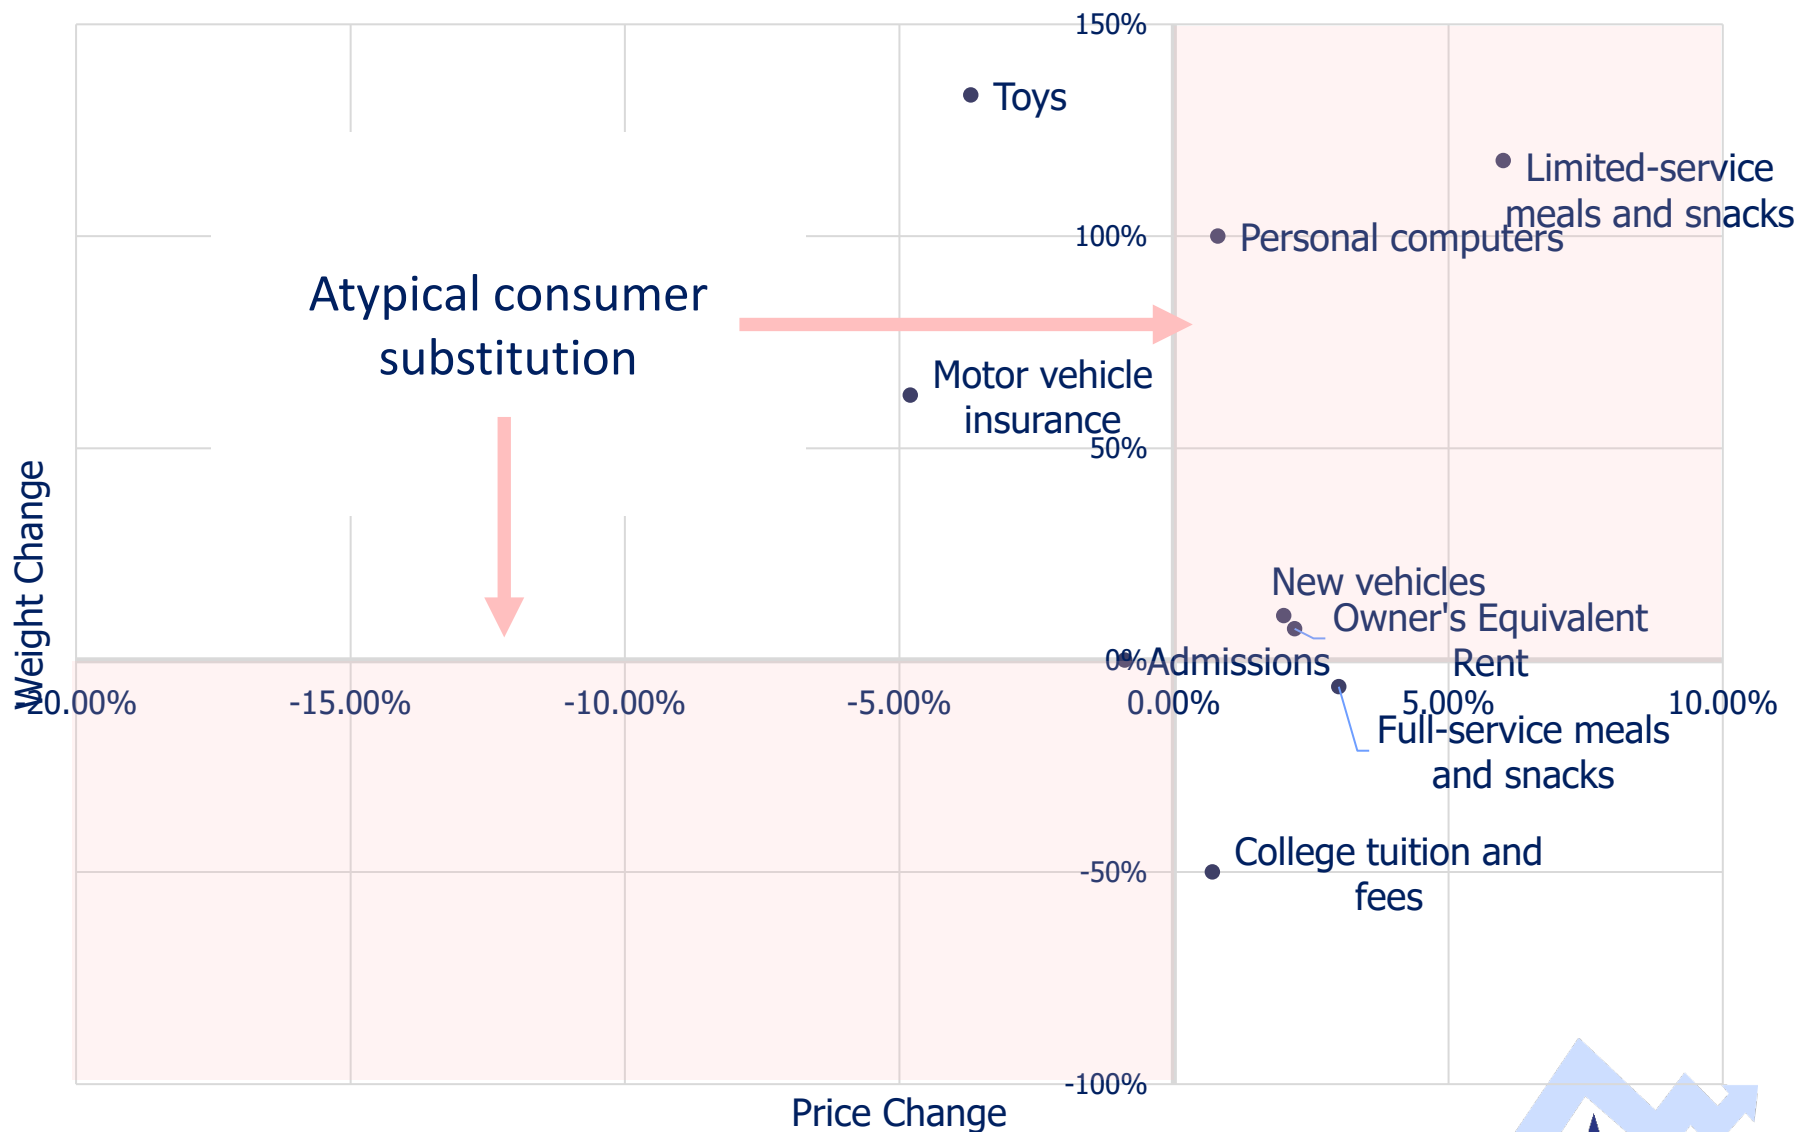 150%
Toys
Limited-service
meals and snacks
100%
Personal computers
Atypical consumer
substitution
Motor vehicle
insurance
50%
Weight Change
New vehicles
Owner's Equivalent
Rent
0%
Admissions
-20.00%
-15.00%
-10.00%
-5.00%
0.00%
5.00%
10.00%
Full-service meals
and snacks
-50%
College tuition and
fees
-100%
Price Change